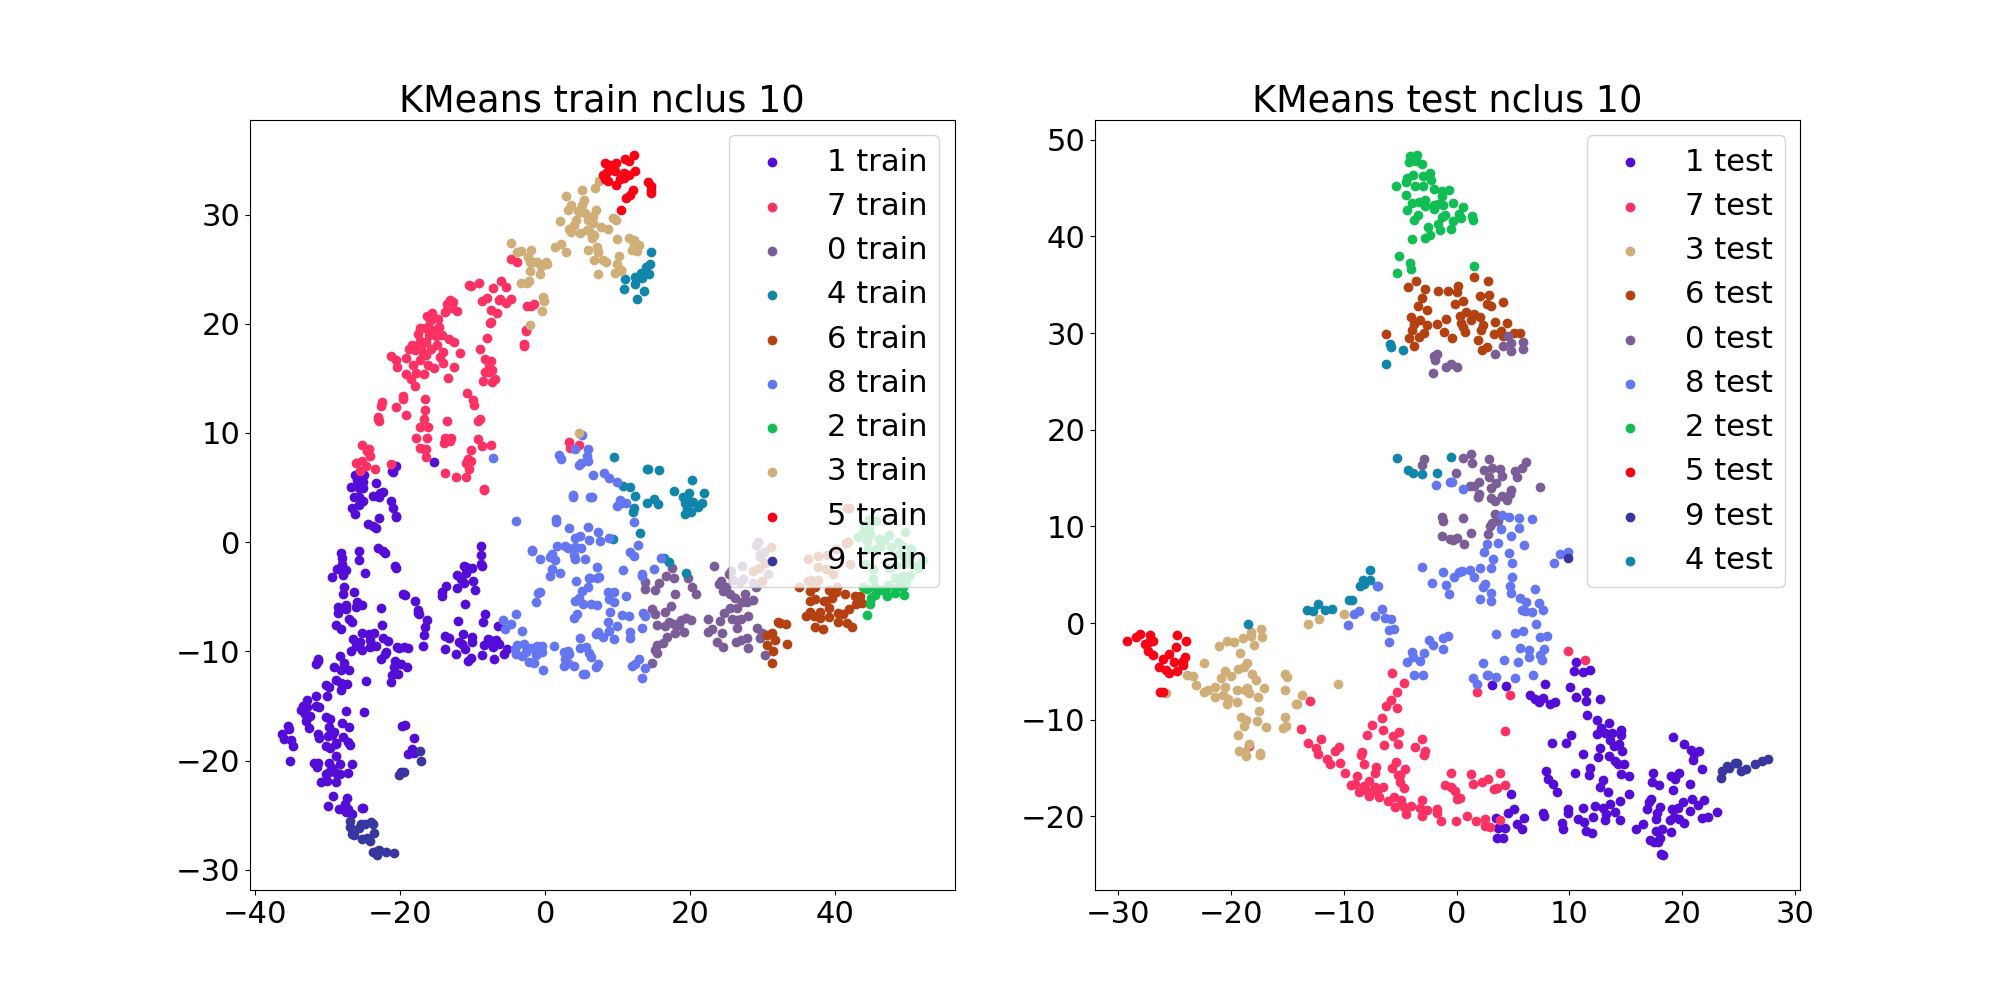 KMeans train nclus 10
1 train
7 train
0 train
4 train
6 train
8 train
2 train
3 train
5 train
9 train
30
20
10
0
−10
−20
−30
−40
−20
0
20
40
KMeans test nclus 10
1 test
7 test
3 test
6 test
0 test
8 test
2 test
5 test
9 test
4 test
50
40
30
20
10
0
−10
−20
−30
−20
−10
0
10
20
30